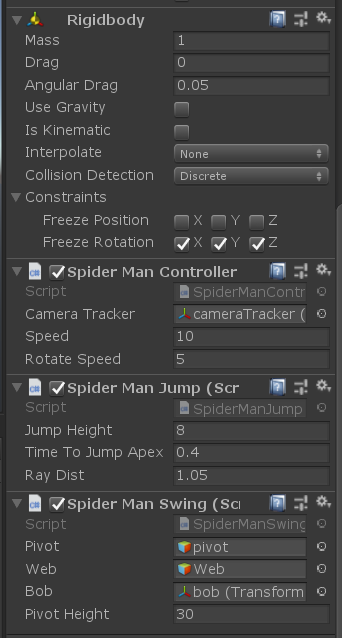 Rigidbody
Mass 1
Drag 0
Angular Drag 0.05
Use Gravity
Is Kinematic
Interpolate None
Collision Detection Discrete
Constraints
Freeze Position X Y Z
Freeze Rotation X Y Z
Spider Man Controller
Script SpiderManContr
Camera Tracker cameraTracker (
Speed 10
Rotate Speed 5
Spider Man Jump (Scr
Script SpiderManJump
Jump Height 8
Time To Jump Apex 0.4
Ray Dist 1.05
Spider Man Swing (Sc
Script SpiderManSwing
Pivot pivot
Web Web
Bob bob (Transform
Pivot Height 30